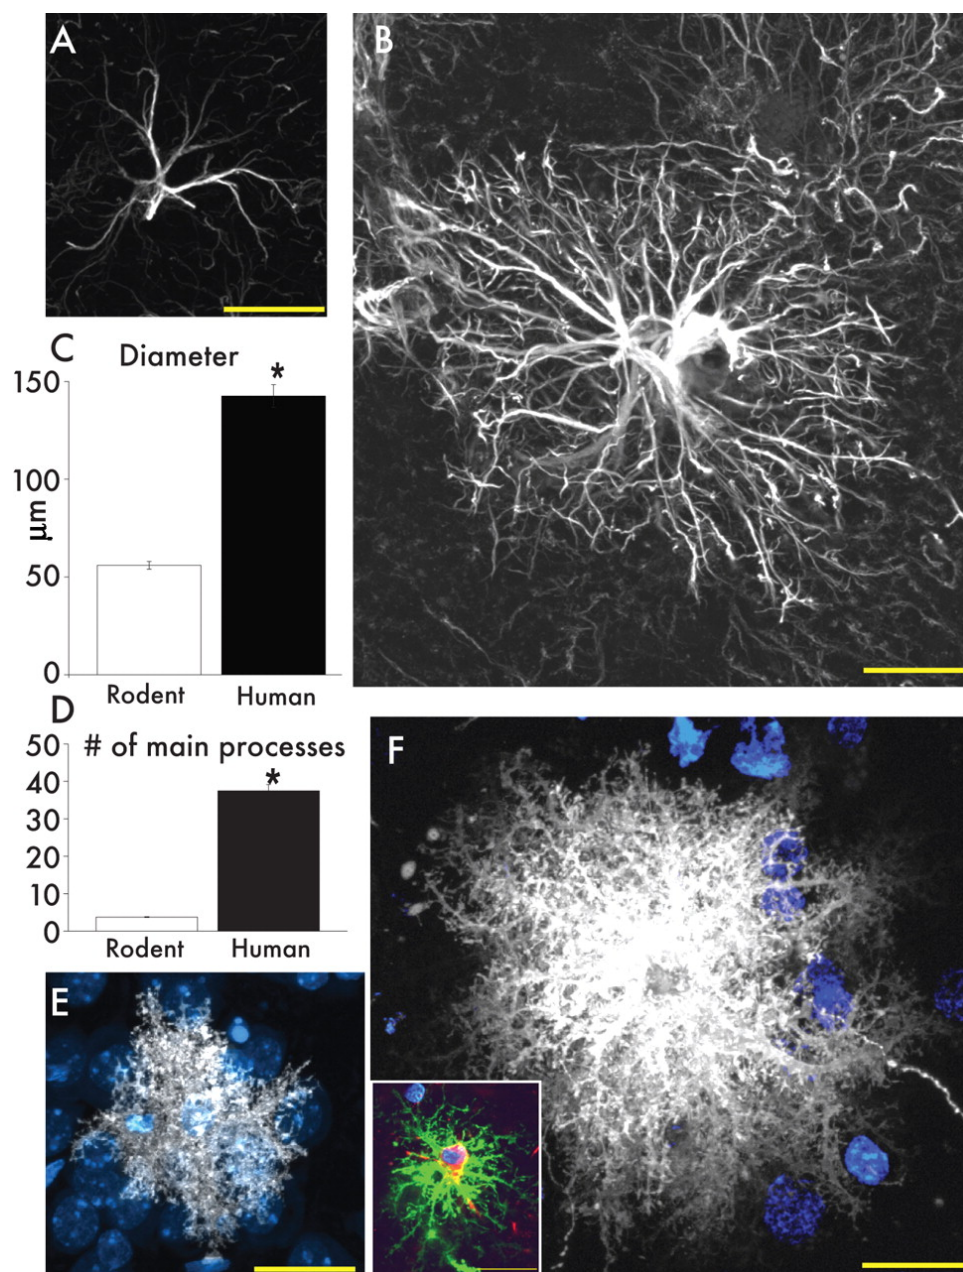 A
B
C
Diameter
*
150
100
50
0
µm
Rodent
Human
D
# of main processes
*
50
40
30
20
10
0
Rodent
Human
E
F